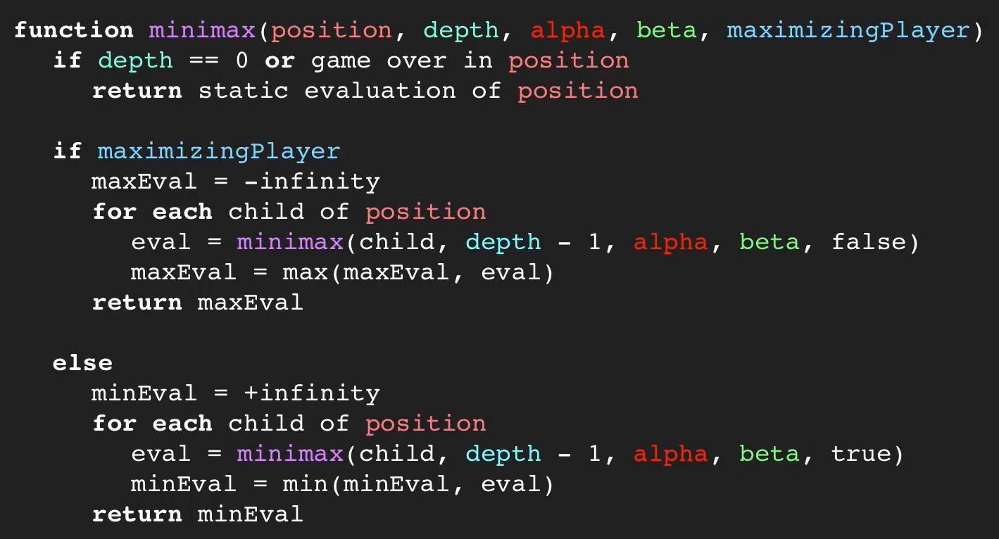 function minimax(position, depth, alpha, beta, maximizingPlayer)
if depth == 0 or game over in position
return static evaluation of position
if maximizingPlayer
maxEval = -infinity
for each child of position
eval = minimax(child, depth - 1, alpha, beta, false)
maxEval = max(maxEval, eval)
return maxEval
else
minEval = +infinity
for each child of position
eval = minimax(child, depth - 1, alpha, beta, true)
minEval = min(minEval, eval)
return minEval